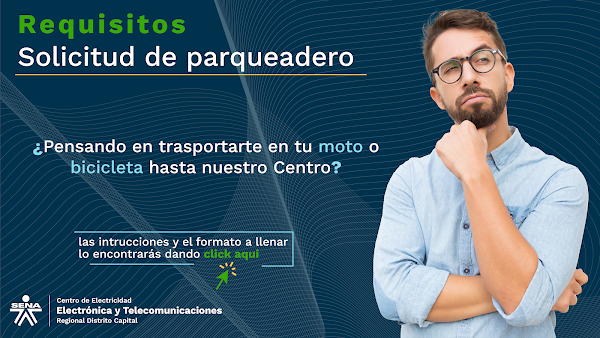 Requisitos
Solicitud de parqueadero
¿Pensando en trasportarte en tu moto o
bicicleta hasta nuestro Centro?
las intrucciones y el formato a llenar
lo encontrarás dando click aquí
SENA
Centro de Electricidad
Electrónica y Telecomunicaciones
Regional Distrito Capital